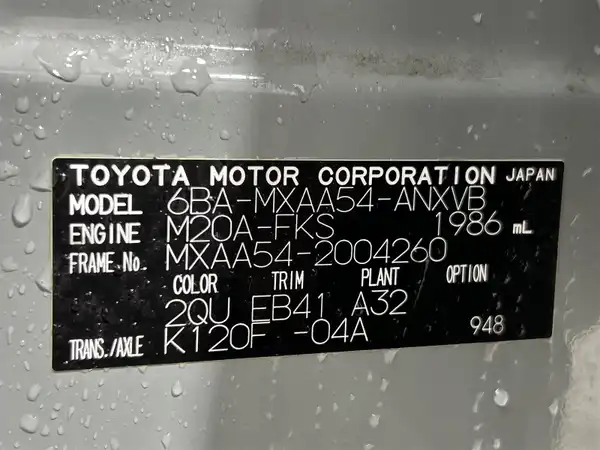 TOYOTA MOTOR CORPORATION JAPAN
MODEL 6BA-MXAA54-ANXVB
ENGINE M20A-FKS 1986 mL
FRAME No. MXAA54-2004260
COLOR TRIM PLANT OPTION
2QU EB41 A32
TRANS./AXLE K120F -04A 948